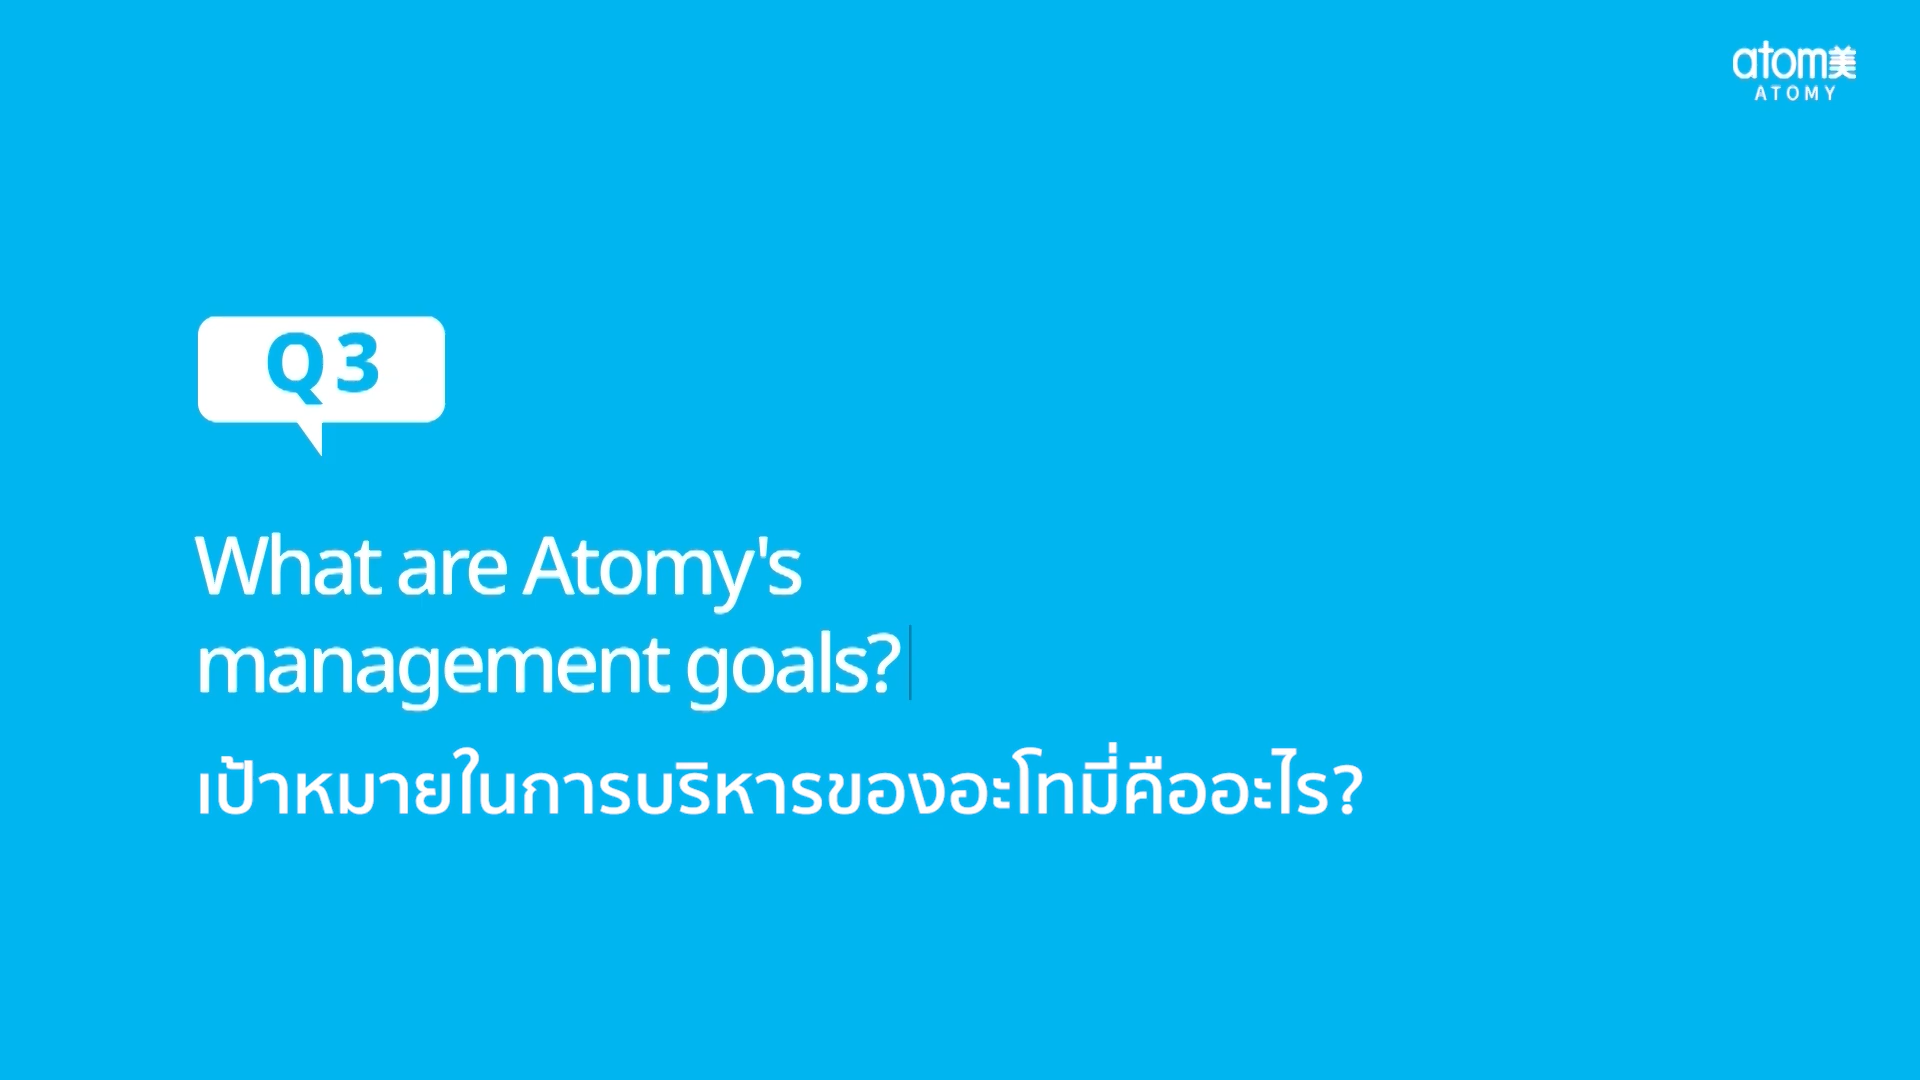 atom美
ATOMY
Q3
What are Atomy's
management goals?
เป้าหมายในการบริหารของอะโทมี่คืออะไร?